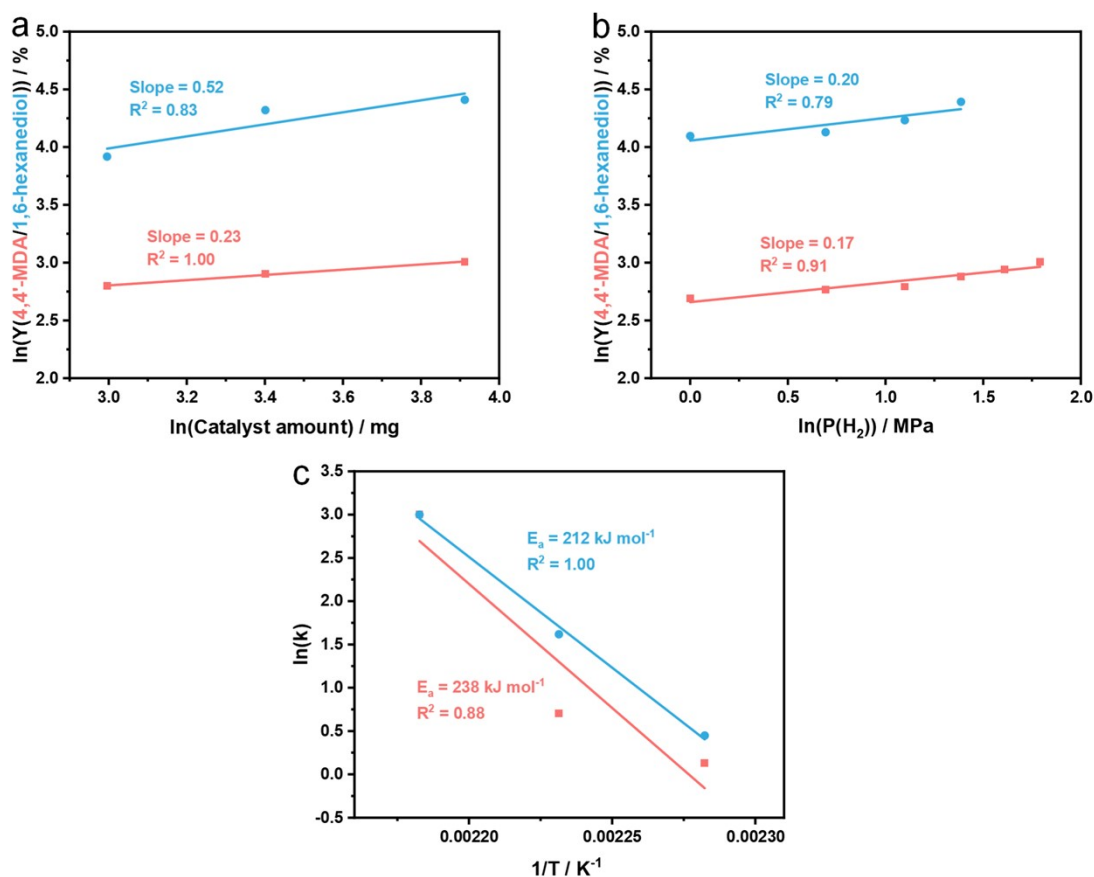 a
ln(Y(4,4'-MDA/1,6-hexanediol)) / %
5.0
4.5
4.0
3.5
3.0
2.5
2.0
Slope = 0.52
R² = 0.83
Slope = 0.23
R² = 1.00
3.0 3.2 3.4 3.6 3.8 4.0
ln(Catalyst amount) / mg
b
ln(Y(4,4'-MDA/1,6-hexanediol)) / %
5.0
4.5
4.0
3.5
3.0
2.5
2.0
Slope = 0.20
R² = 0.79
Slope = 0.17
R² = 0.91
0.0 0.5 1.0 1.5 2.0
ln(P(H₂)) / MPa
c
ln(k)
3.5
3.0
2.5
2.0
1.5
1.0
0.5
0.0
-0.5
Eₐ = 212 kJ mol⁻¹
R² = 1.00
Eₐ = 238 kJ mol⁻¹
R² = 0.88
0.00220 0.00225 0.00230
1/T / K⁻¹